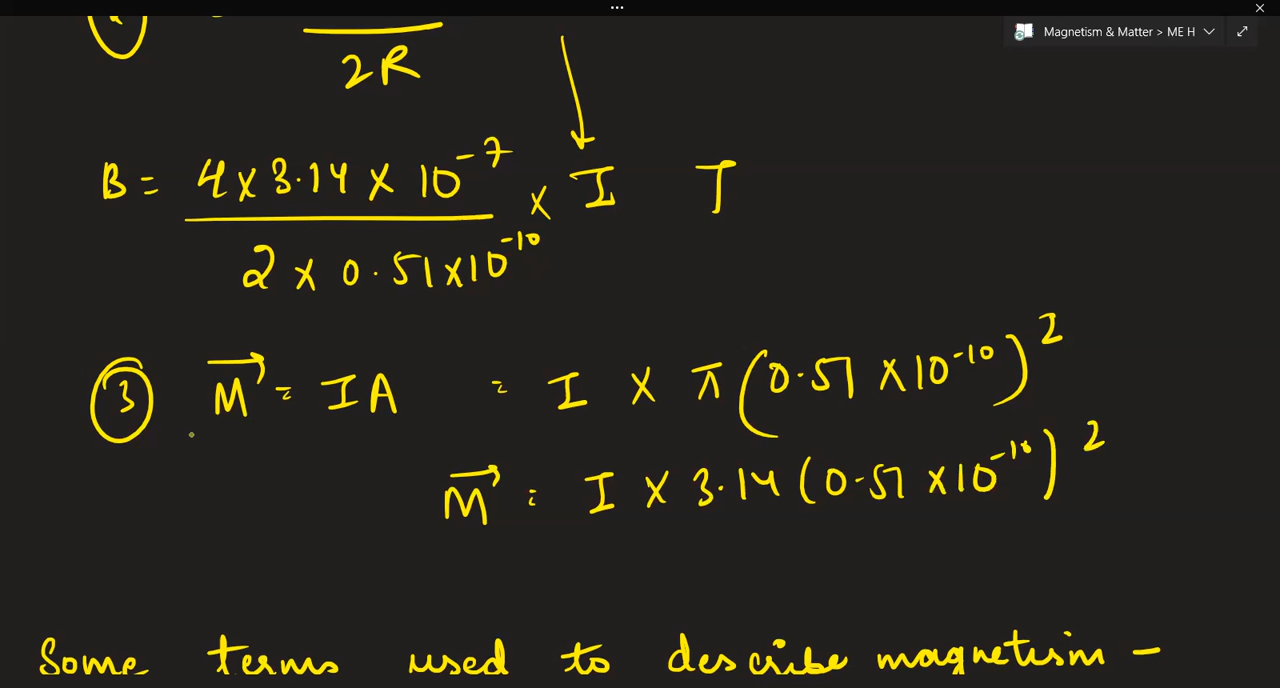 Magnetism & Matter > ME H
2R
B = 4 x 3.14 x 10^-7 / 2 x 0.51 x 10^-10 x I T
3 M = IA = I x π (0.51 x 10^-10)^2
M = I x 3.14 (0.51 x 10^-10)^2
Some terms used to describe magnetism -